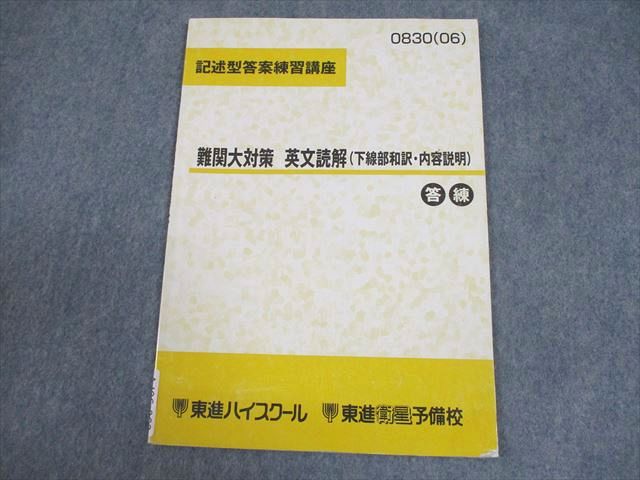 0830(06)
記述型答案練習講座
難関大対策 英文読解(下線部和訳・内容説明)
答練
東進ハイスクール 東進衛星予備校